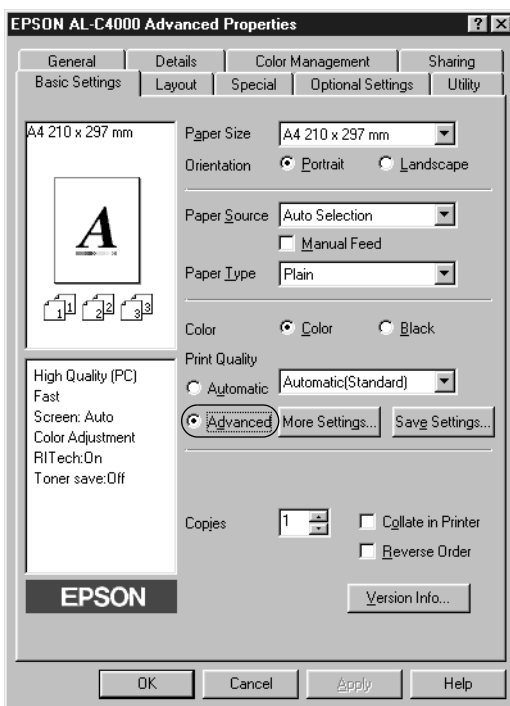 EPSON AL-C4000 Advanced Properties
General Details Color Management Sharing
Basic Settings Layout Special Optional Settings Utility
A4 210 x 297 mm
A
1 1 2 2 3 3
Paper Size A4 210 x 297 mm
Orientation Portrait Landscape
Paper Source Auto Selection
Manual Feed
Paper Type Plain
Color Color Black
Print Quality
Automatic Automatic(Standard)
Advanced More Settings... Save Settings...
High Quality (PC)
Fast
Screen: Auto
Color Adjustment
RITech:On
Toner save:Off
EPSON
Copies 1 Collate in Printer
Reverse Order
Version Info...
OK Cancel Apply Help